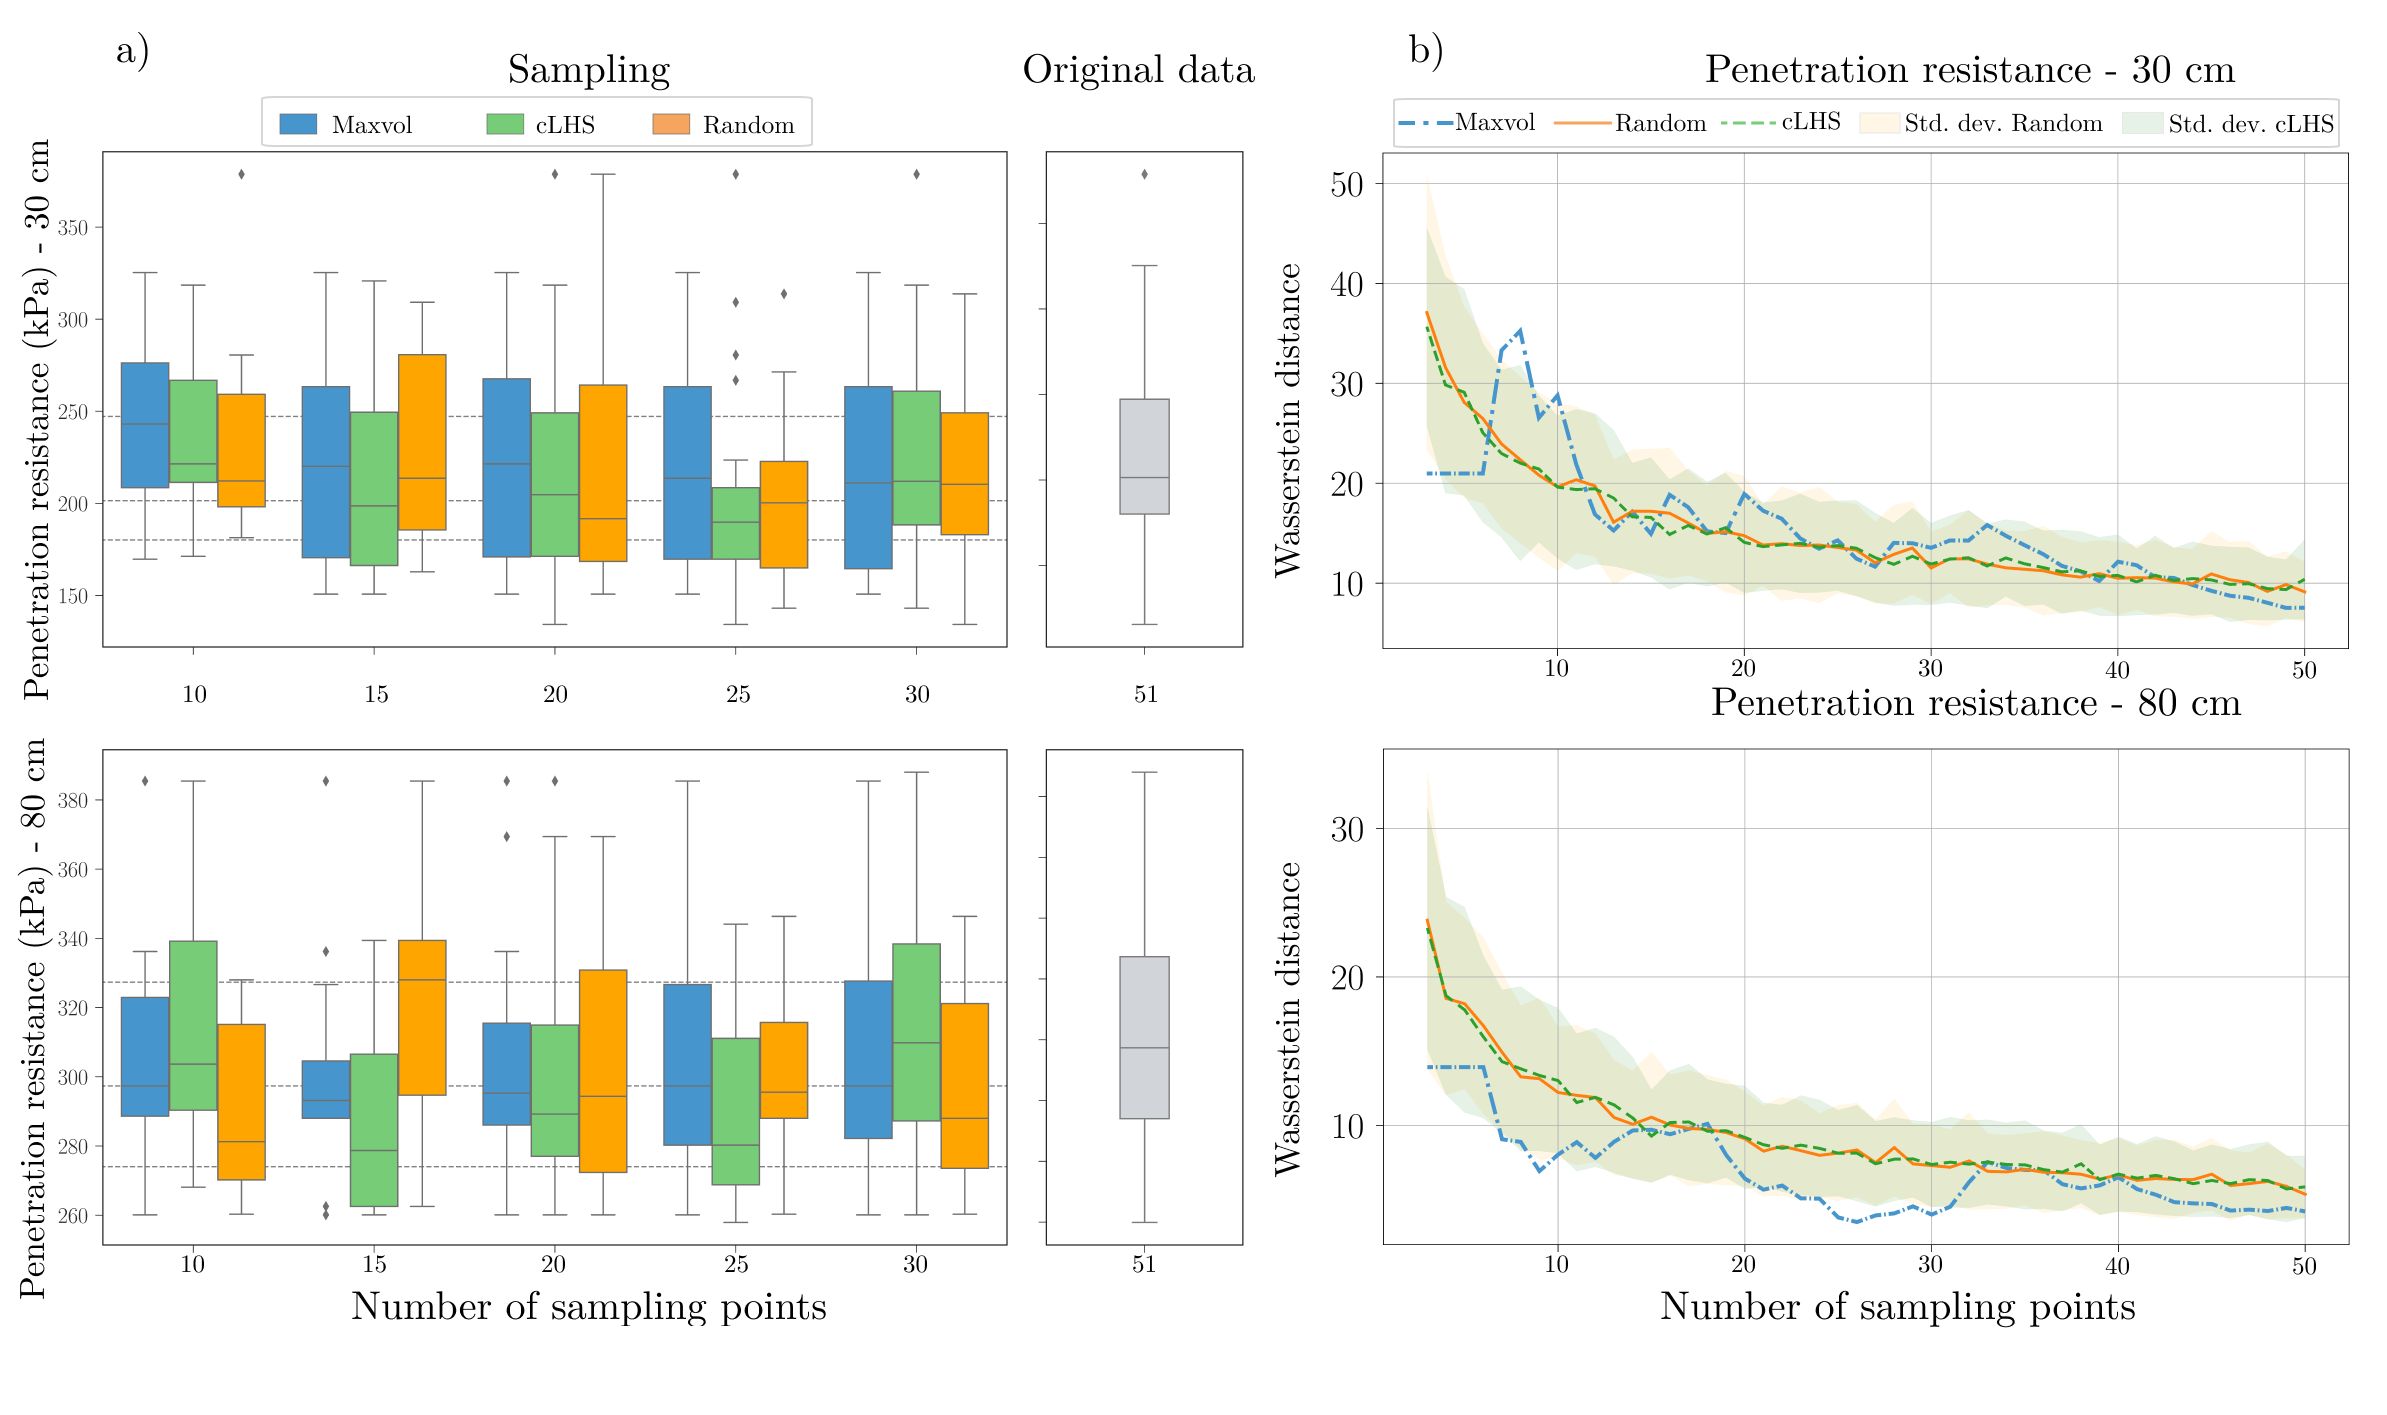 a)
Sampling
Original data
Maxvol
cLHS
Random
Penetration resistance (kPa) - 30 cm
350
300
250
200
150
10
15
20
25
30
51
Penetration resistance (kPa) - 80 cm
380
360
340
320
300
280
260
10
15
20
25
30
51
Number of sampling points
b)
Penetration resistance - 30 cm
Maxvol
Random
cLHS
Std. dev. Random
Std. dev. cLHS
Wasserstein distance
50
40
30
20
10
10
20
30
40
50
Penetration resistance - 80 cm
Wasserstein distance
30
20
10
10
20
30
40
50
Number of sampling points